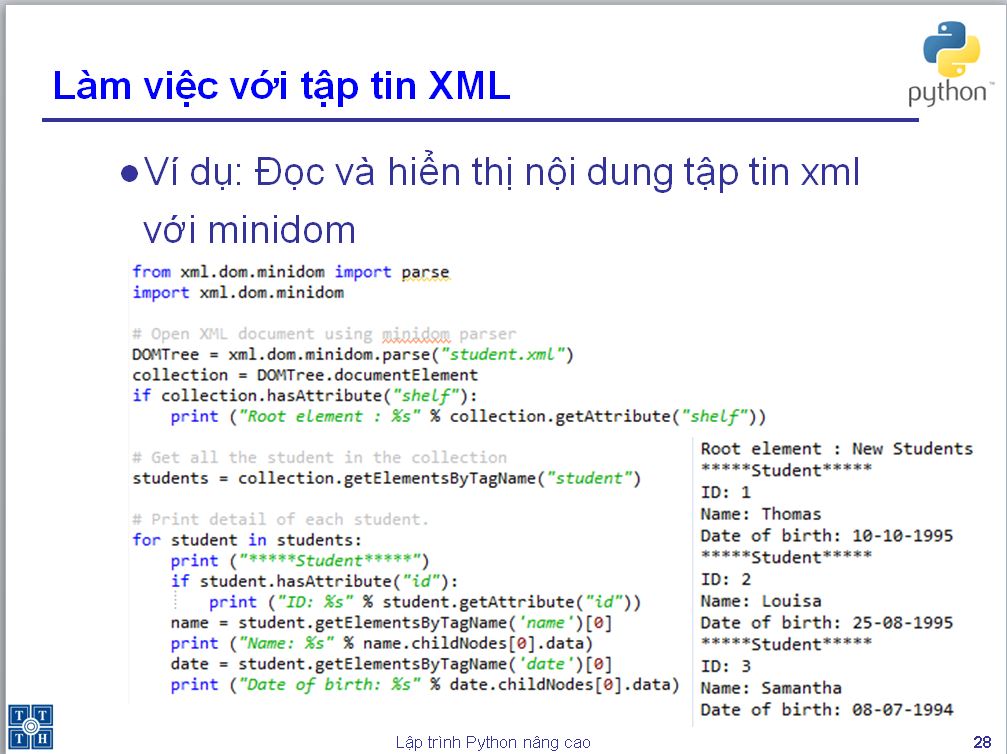 Làm việc với tập tin XML
python™
●Ví dụ: Đọc và hiển thị nội dung tập tin xml
với minidom
from xml.dom.minidom import parse
import xml.dom.minidom
# Open XML document using minidom parser
DOMTree = xml.dom.minidom.parse("student.xml")
collection = DOMTree.documentElement
if collection.hasAttribute("shelf"):
    print ("Root element : %s" % collection.getAttribute("shelf"))
# Get all the student in the collection
students = collection.getElementsByTagName("student")
# Print detail of each student.
for student in students:
    print ("*****Student*****")
    if student.hasAttribute("id"):
        print ("ID: %s" % student.getAttribute("id"))
    name = student.getElementsByTagName('name')[0]
    print ("Name: %s" % name.childNodes[0].data)
    date = student.getElementsByTagName('date')[0]
    print ("Date of birth: %s" % date.childNodes[0].data)
Root element : New Students
*****Student*****
ID: 1
Name: Thomas
Date of birth: 10-10-1995
*****Student*****
ID: 2
Name: Louisa
Date of birth: 25-08-1995
*****Student*****
ID: 3
Name: Samantha
Date of birth: 08-07-1994
T T
T H
Lập trình Python nâng cao
28